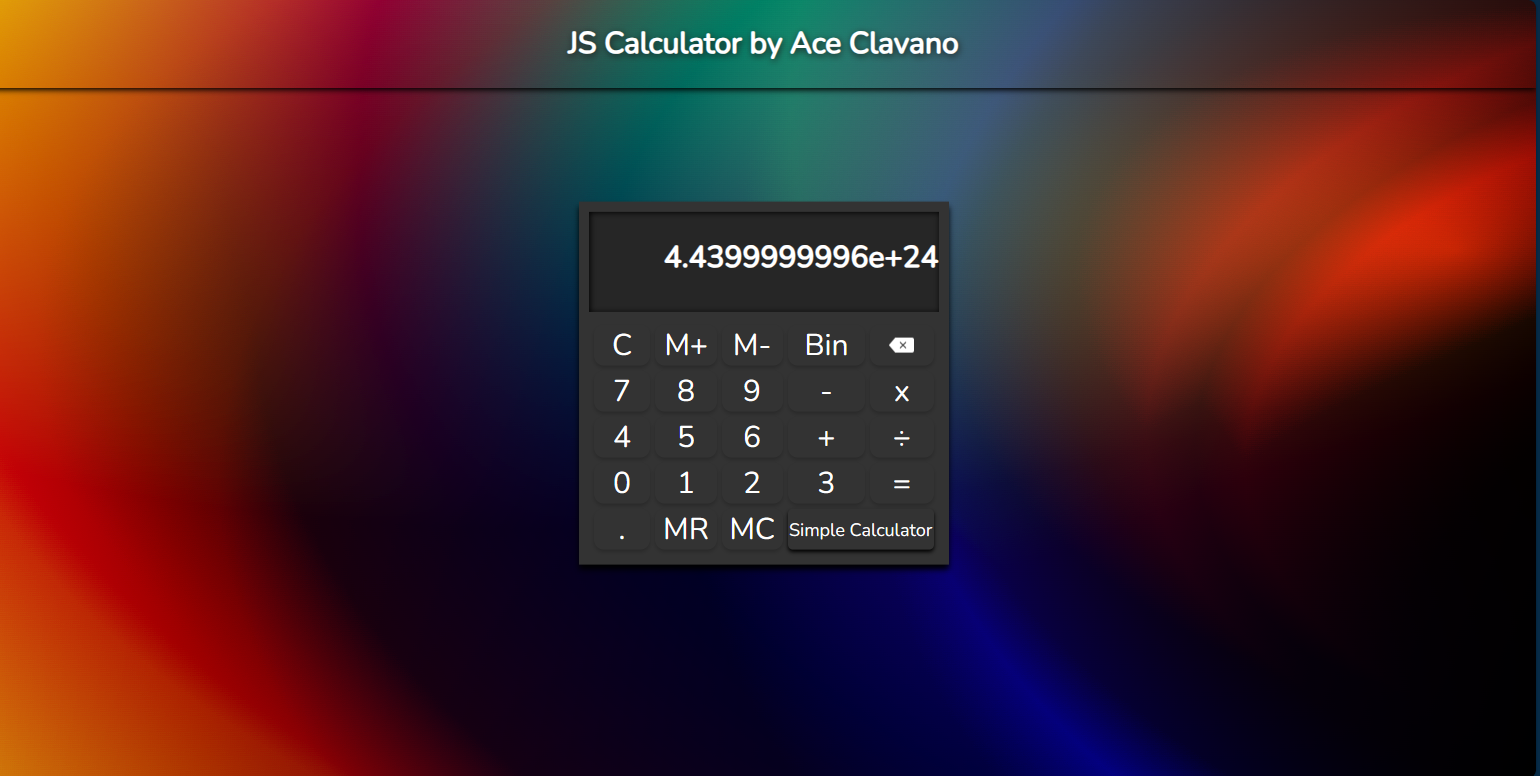 JS Calculator by Ace Clavano
4.4399999996e+24
C M+ M- Bin
7 8 9 - x
4 5 6 + ÷
0 1 2 3 =
. MR MC Simple Calculator